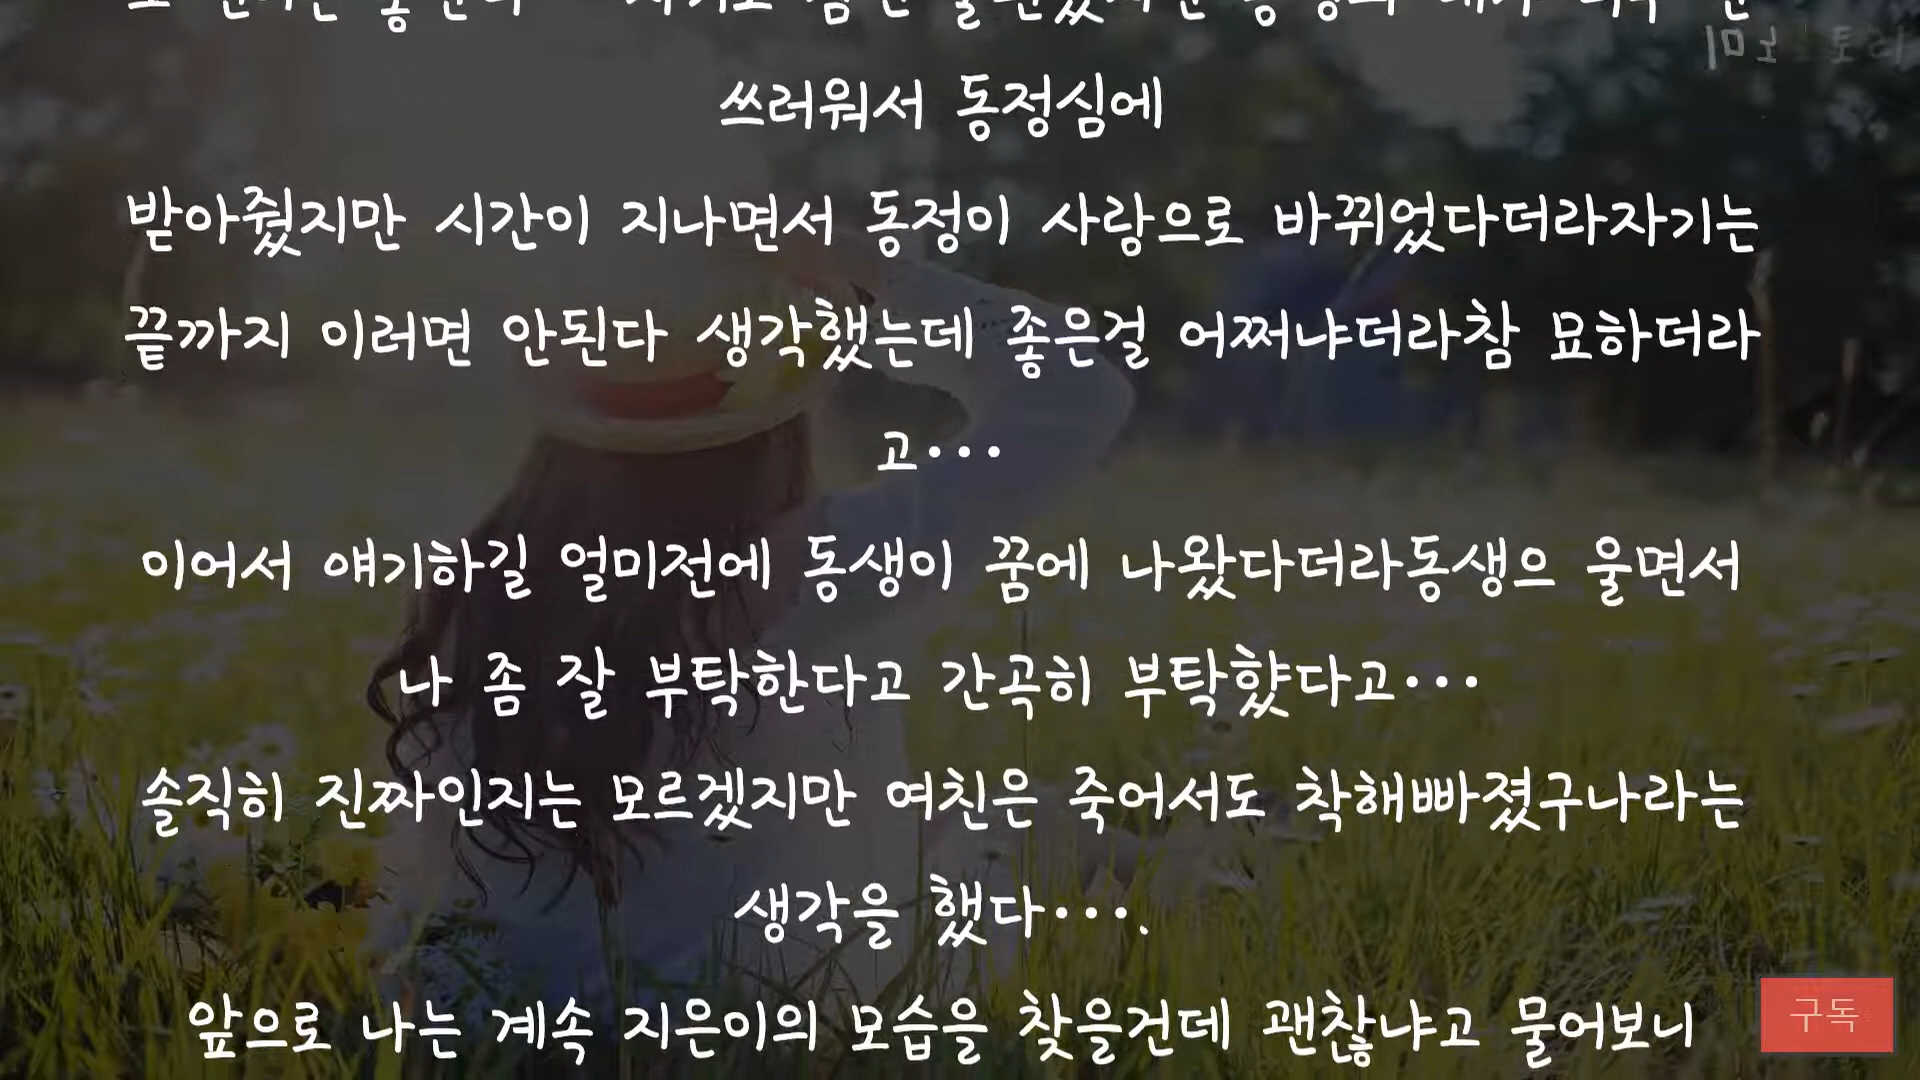 쓰러워서 동정심에
받아줬지만 시간이 지나면서 동정이 사랑으로 바뀌었다더라자기는
끝까지 이러면 안된다 생각했는데 좋은걸 어쩌냐더라참 묘하더라
고···
이어서 얘기하길 얼미전에 동생이 꿈에 나왔다더라동생으 울면서
나 좀 잘 부탁한다고 간곡히 부탁햤다고···
솔직히 진짜인지는 모르겠지만 여친은 죽어서도 착해빠졌구나라는
생각을 했다···.
앞으로 나는 계속 지은이의 모습을 찾을건데 괜찮냐고 물어보니
구독